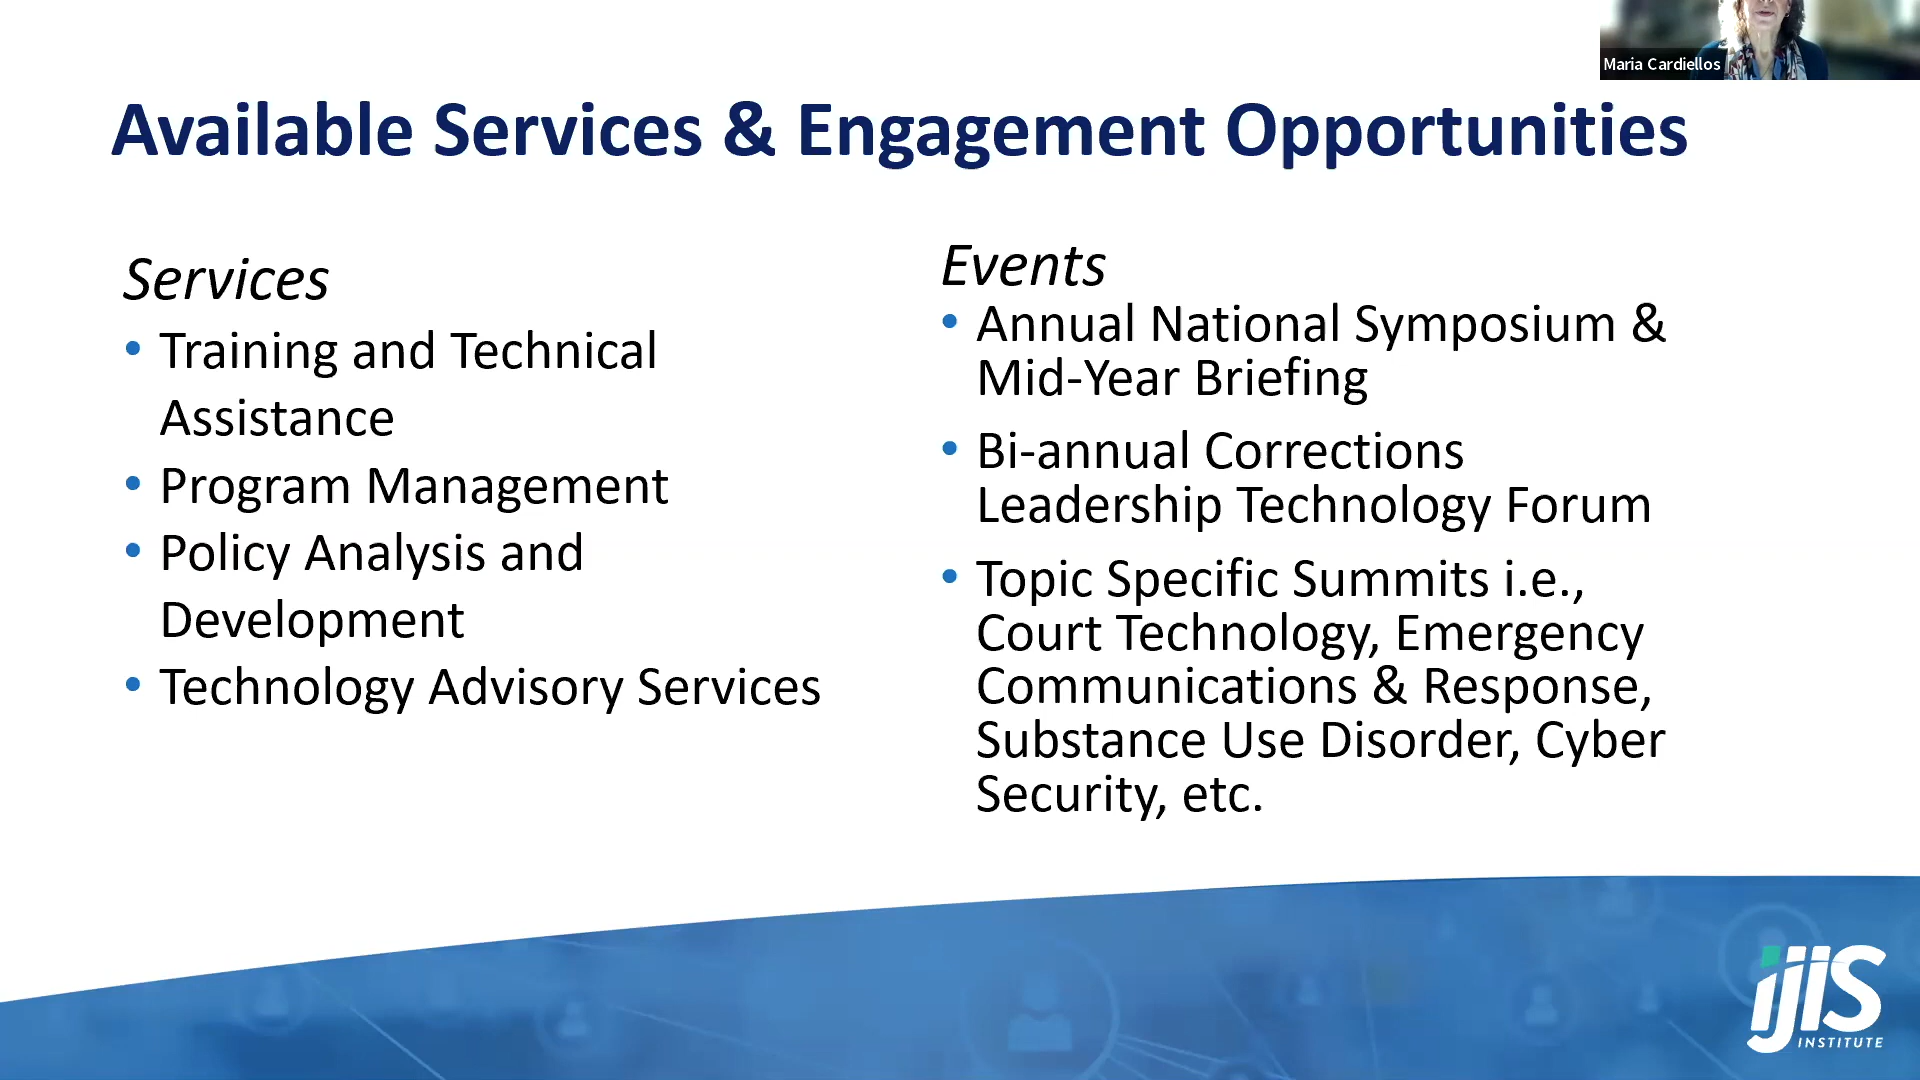 Maria Cardiellos
Available Services & Engagement Opportunities
Services
• Training and Technical
Assistance
• Program Management
• Policy Analysis and
Development
• Technology Advisory Services
Events
• Annual National Symposium &
Mid-Year Briefing
• Bi-annual Corrections
Leadership Technology Forum
• Topic Specific Summits i.e.,
Court Technology, Emergency
Communications & Response,
Substance Use Disorder, Cyber
Security, etc.
iJIS
INSTITUTE